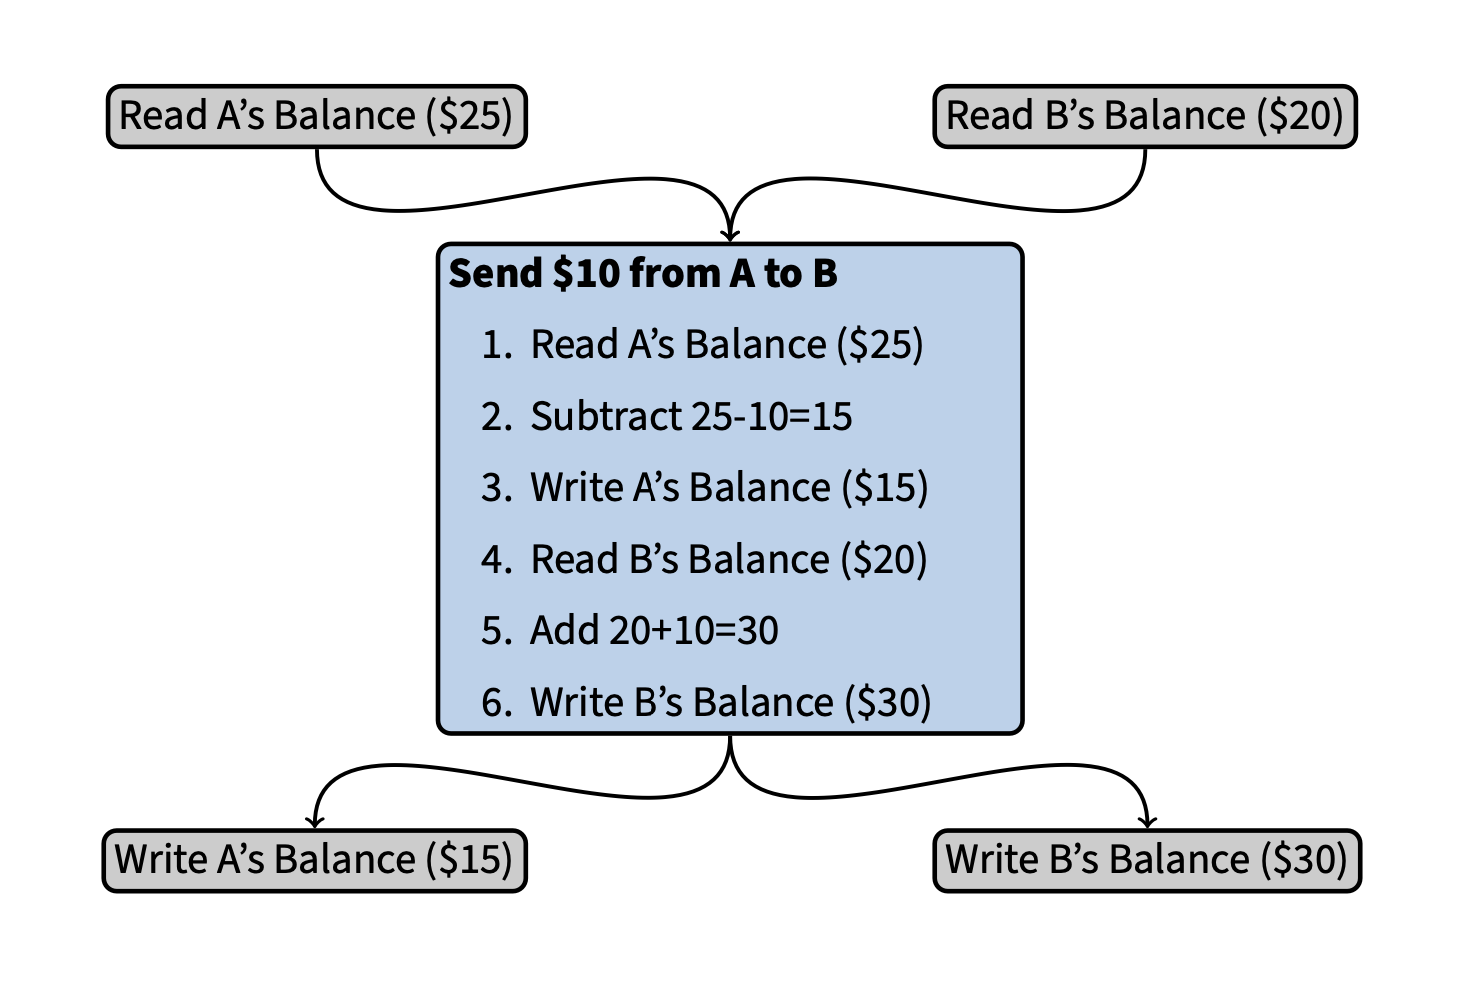 Read A’s Balance ($25)
Read B’s Balance ($20)
Send $10 from A to B
1. Read A’s Balance ($25)
2. Subtract 25-10=15
3. Write A’s Balance ($15)
4. Read B’s Balance ($20)
5. Add 20+10=30
6. Write B’s Balance ($30)
Write A’s Balance ($15)
Write B’s Balance ($30)